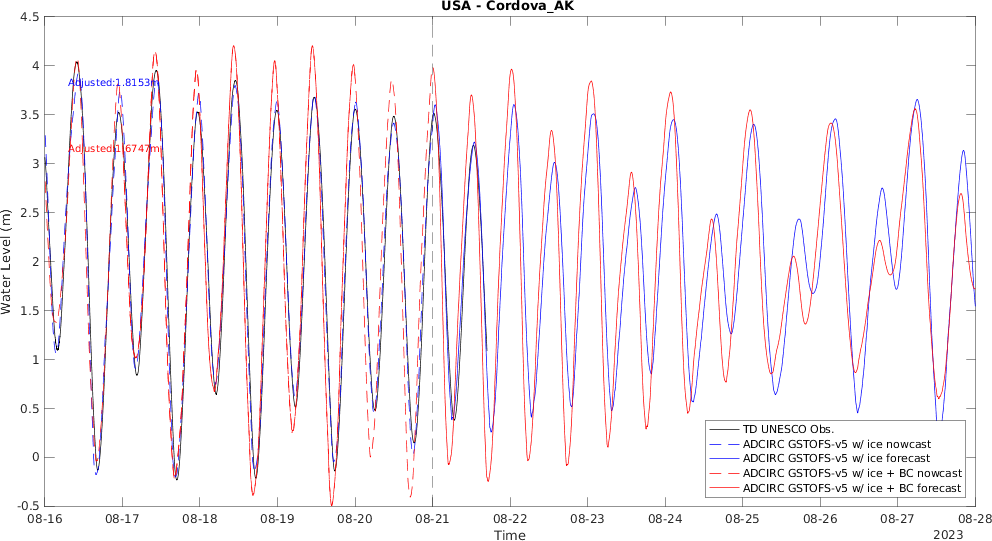 USA - Cordova_AK
4.5
4
3.5
3
2.5
2
1.5
1
0.5
0
-0.5
Water Level (m)
Adjusted:1.8153m
Adjusted:1.6747m
TD UNESCO Obs.
ADCIRC GSTOFS-v5 w/ ice nowcast
ADCIRC GSTOFS-v5 w/ ice forecast
ADCIRC GSTOFS-v5 w/ ice + BC nowcast
ADCIRC GSTOFS-v5 w/ ice + BC forecast
08-16 08-17 08-18 08-19 08-20 08-21 08-22 08-23 08-24 08-25 08-26 08-27 08-28
Time
2023